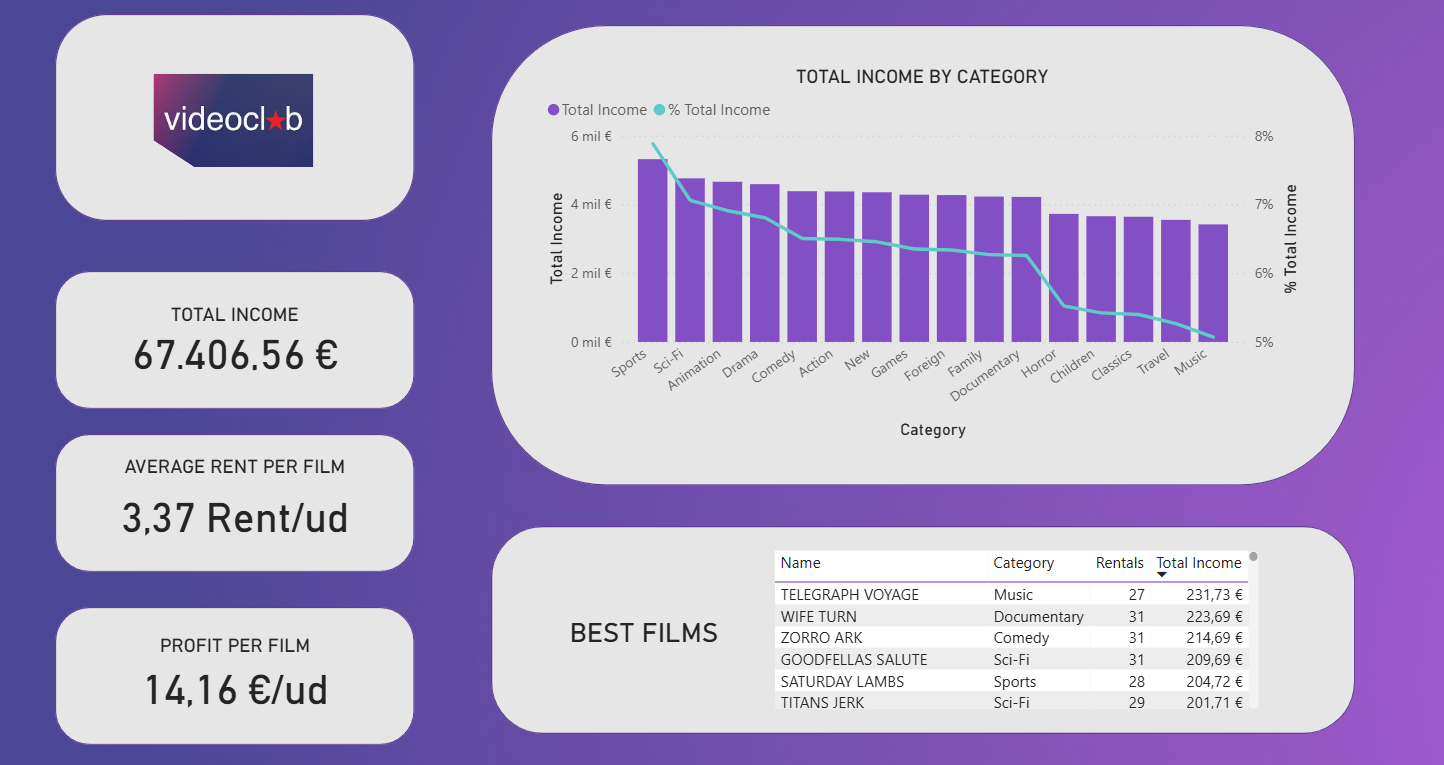 videocl★b
TOTAL INCOME
67.406,56 €
AVERAGE RENT PER FILM
3,37 Rent/ud
PROFIT PER FILM
14,16 €/ud
TOTAL INCOME BY CATEGORY
Total Income % Total Income
6 mil €
4 mil €
2 mil €
0 mil €
Total Income
8%
7%
6%
5%
% Total Income
Sports
Sci-Fi
Animation
Drama
Comedy
Action
New
Games
Foreign
Family
Documentary
Horror
Children
Classics
Travel
Music
Category
BEST FILMS
Name Category Rentals Total Income
TELEGRAPH VOYAGE Music 27 231,73 €
WIFE TURN Documentary 31 223,69 €
ZORRO ARK Comedy 31 214,69 €
GOODFELLAS SALUTE Sci-Fi 31 209,69 €
SATURDAY LAMBS Sports 28 204,72 €
TITANS JERK Sci-Fi 29 201,71 €